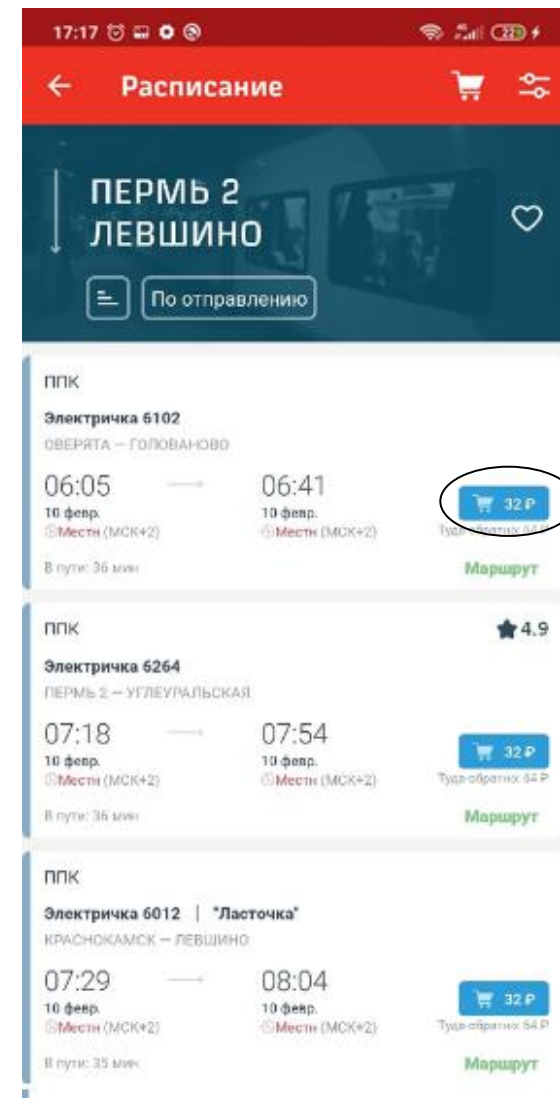 17:17
Расписание
ПЕРМЬ 2
ЛЕВШИНО
По отправлению
ППК
Электричка 6102
ОВЕРЯТА — ГОЛОВАНОВО
06:05 → 06:41
10 февр. 10 февр.
Местн (МСК+2) Местн (МСК+2)
32 ₽
Туда-обратно: 64 ₽
В пути: 36 мин
Маршрут
ППК
4.9
Электричка 6264
ПЕРМЬ 2 — УГЛЕУРАЛЬСКАЯ
07:18 → 07:54
10 февр. 10 февр.
Местн (МСК+2) Местн (МСК+2)
32 ₽
Туда-обратно: 64 ₽
В пути: 36 мин
Маршрут
ППК
Электричка 6012 | "Ласточка"
КРАСНОКАМСК — ЛЕВШИНО
07:29 → 08:04
10 февр. 10 февр.
Местн (МСК+2) Местн (МСК+2)
32 ₽
Туда-обратно: 64 ₽
В пути: 35 мин
Маршрут